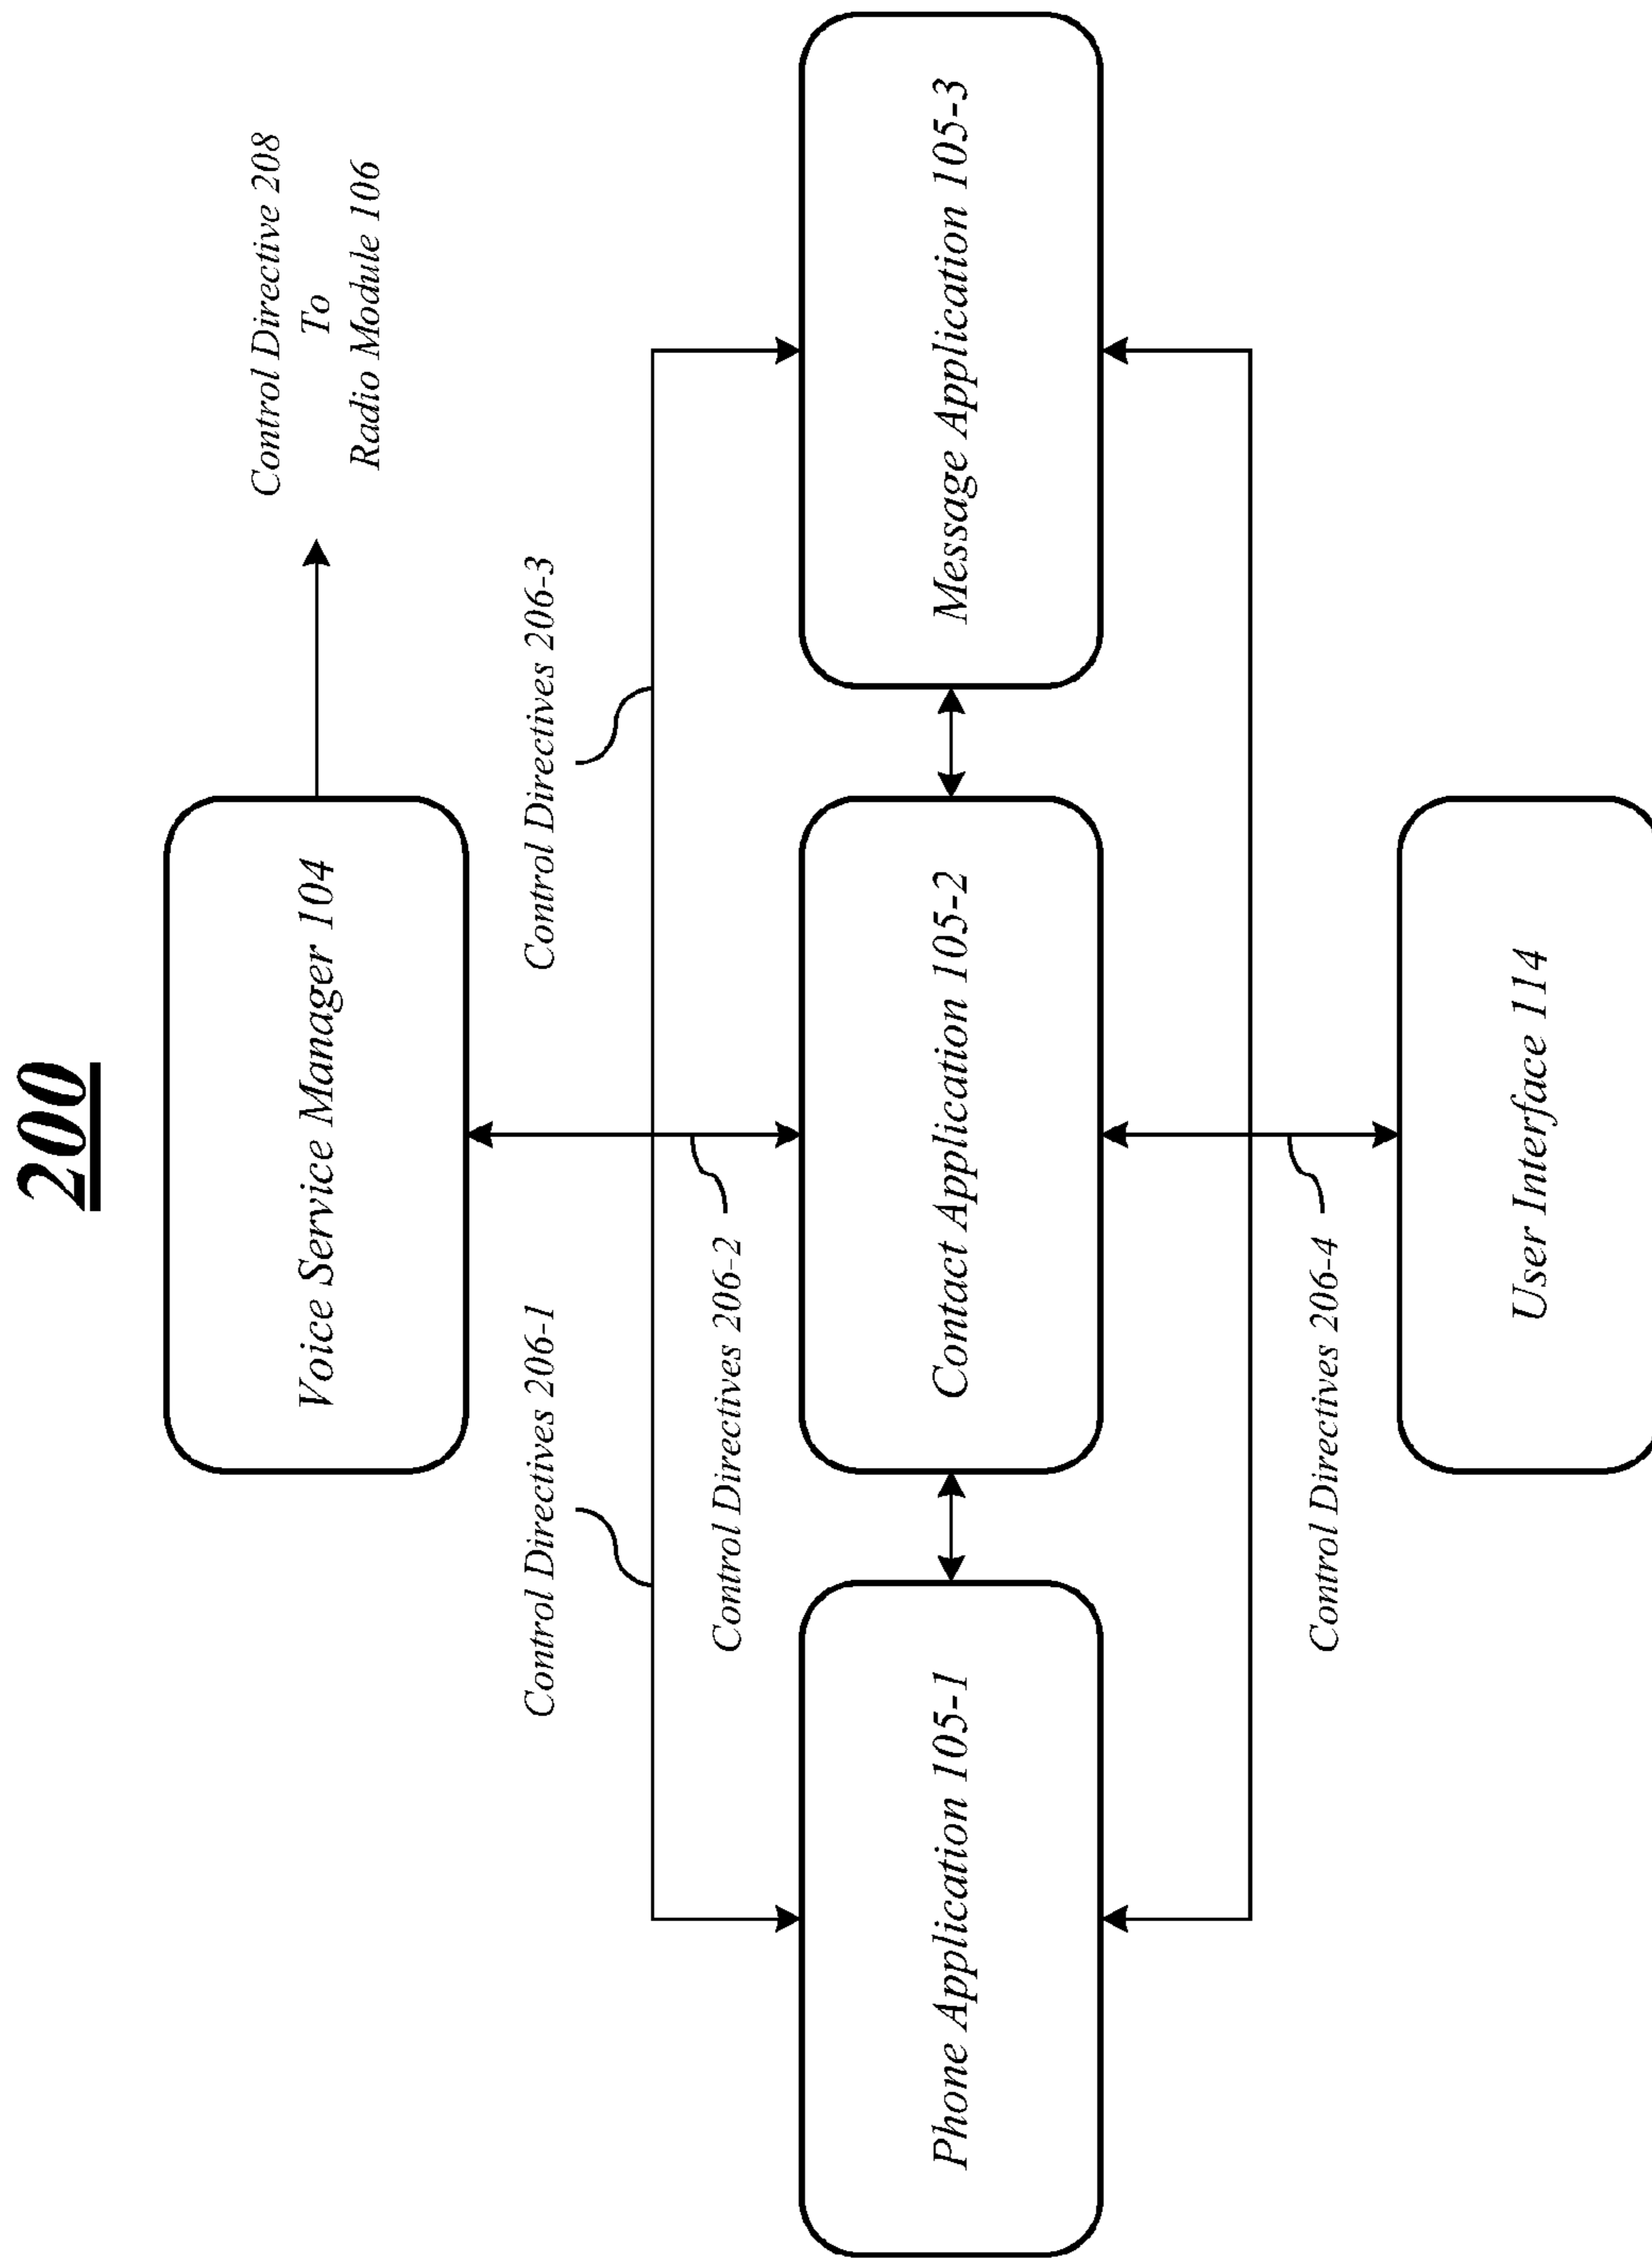 200
Voice Service Manager 104
Control Directive 208
To
Radio Module 106
Control Directives 206-1
Control Directives 206-3
Control Directives 206-2
Phone Application 105-1
Contact Application 105-2
Message Application 105-3
Control Directives 206-4
User Interface 114